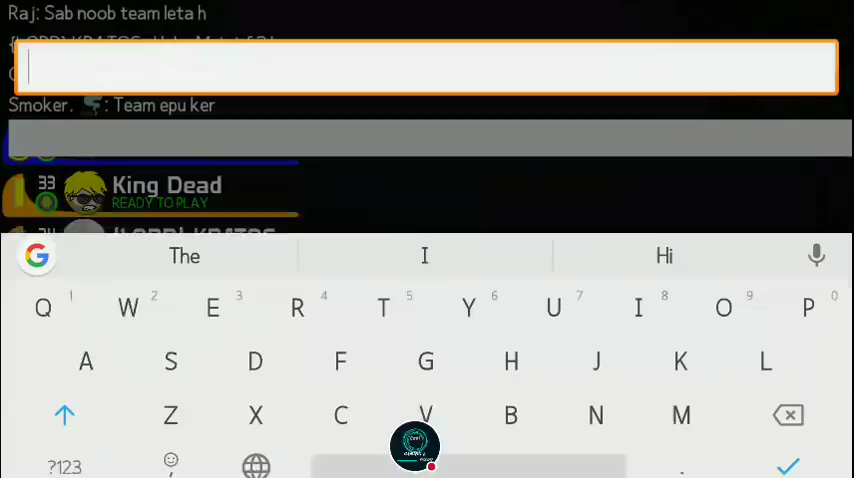 Raj: Sab noob team leta h
Smoker. : Team epu ker
33
King Dead
READY TO PLAY
The I Hi
Q 1 W 2 E 3 R 4 T 5 Y 6 U 7 I 8 O 9 P 0
A S D F G H J K L
Z X C V B N M
?123 , .